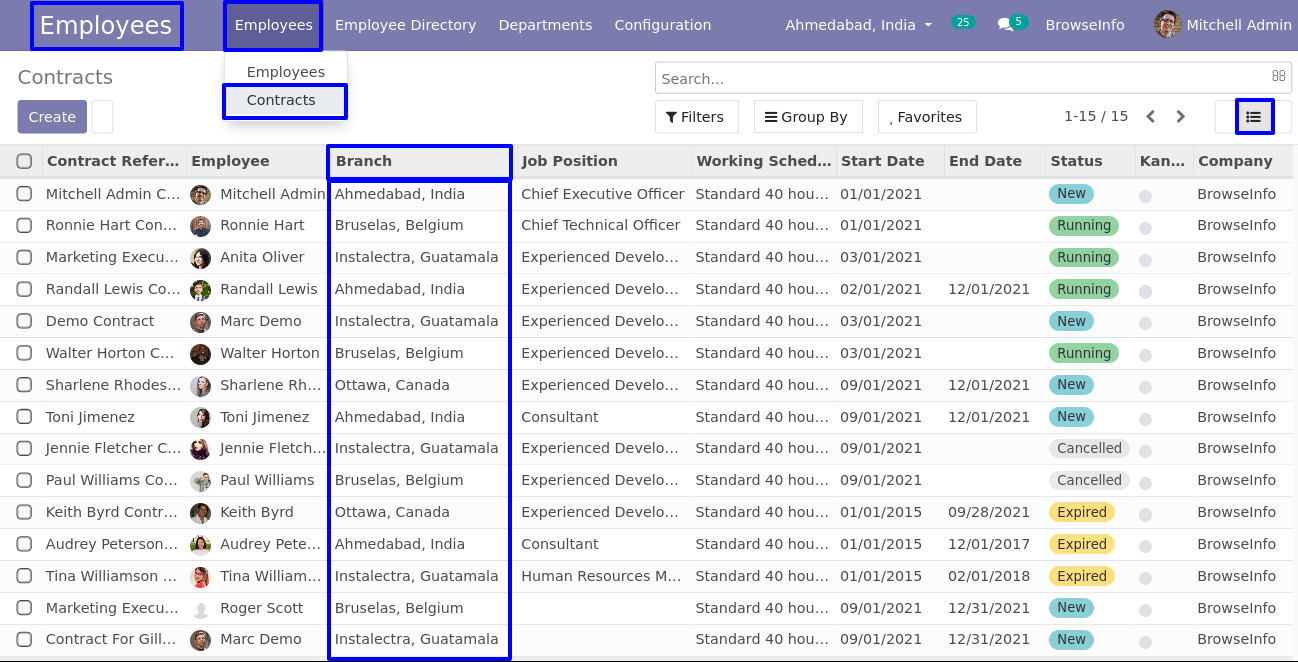 Employees Employees Employee Directory Departments Configuration Ahmedabad, India 25 5 BrowseInfo Mitchell Admin
Employees
Contracts
Contracts Search...
Create Filters Group By Favorites 1-15 / 15
Contract Refer... Employee Branch Job Position Working Sched... Start Date End Date Status Kan... Company
Mitchell Admin C... Mitchell Admin Ahmedabad, India Chief Executive Officer Standard 40 hou... 01/01/2021 New BrowseInfo
Ronnie Hart Con... Ronnie Hart Bruselas, Belgium Chief Technical Officer Standard 40 hou... 01/01/2021 Running BrowseInfo
Marketing Execu... Anita Oliver Instalectra, Guatamala Experienced Develo... Standard 40 hou... 03/01/2021 Running BrowseInfo
Randall Lewis Co... Randall Lewis Ahmedabad, India Experienced Develo... Standard 40 hou... 02/01/2021 12/01/2021 Running BrowseInfo
Demo Contract Marc Demo Instalectra, Guatamala Experienced Develo... Standard 40 hou... 03/01/2021 New BrowseInfo
Walter Horton C... Walter Horton Bruselas, Belgium Experienced Develo... Standard 40 hou... 03/01/2021 Running BrowseInfo
Sharlene Rhodes... Sharlene Rh... Ottawa, Canada Experienced Develo... Standard 40 hou... 09/01/2021 12/01/2021 New BrowseInfo
Toni Jimenez Toni Jimenez Ahmedabad, India Consultant Standard 40 hou... 09/01/2021 12/01/2021 New BrowseInfo
Jennie Fletcher C... Jennie Fletch... Instalectra, Guatamala Experienced Develo... Standard 40 hou... 09/01/2021 Cancelled BrowseInfo
Paul Williams Co... Paul Williams Bruselas, Belgium Experienced Develo... Standard 40 hou... 09/01/2021 Cancelled BrowseInfo
Keith Byrd Contr... Keith Byrd Ottawa, Canada Experienced Develo... Standard 40 hou... 01/01/2015 09/28/2021 Expired BrowseInfo
Audrey Peterson... Audrey Pete... Ahmedabad, India Consultant Standard 40 hou... 01/01/2015 12/01/2017 Expired BrowseInfo
Tina Williamson ... Tina William... Instalectra, Guatamala Human Resources M... Standard 40 hou... 01/01/2015 02/01/2018 Expired BrowseInfo
Marketing Execu... Roger Scott Bruselas, Belgium Standard 40 hou... 09/01/2021 12/31/2021 New BrowseInfo
Contract For Gill... Marc Demo Instalectra, Guatamala Standard 40 hou... 09/01/2021 12/31/2021 New BrowseInfo